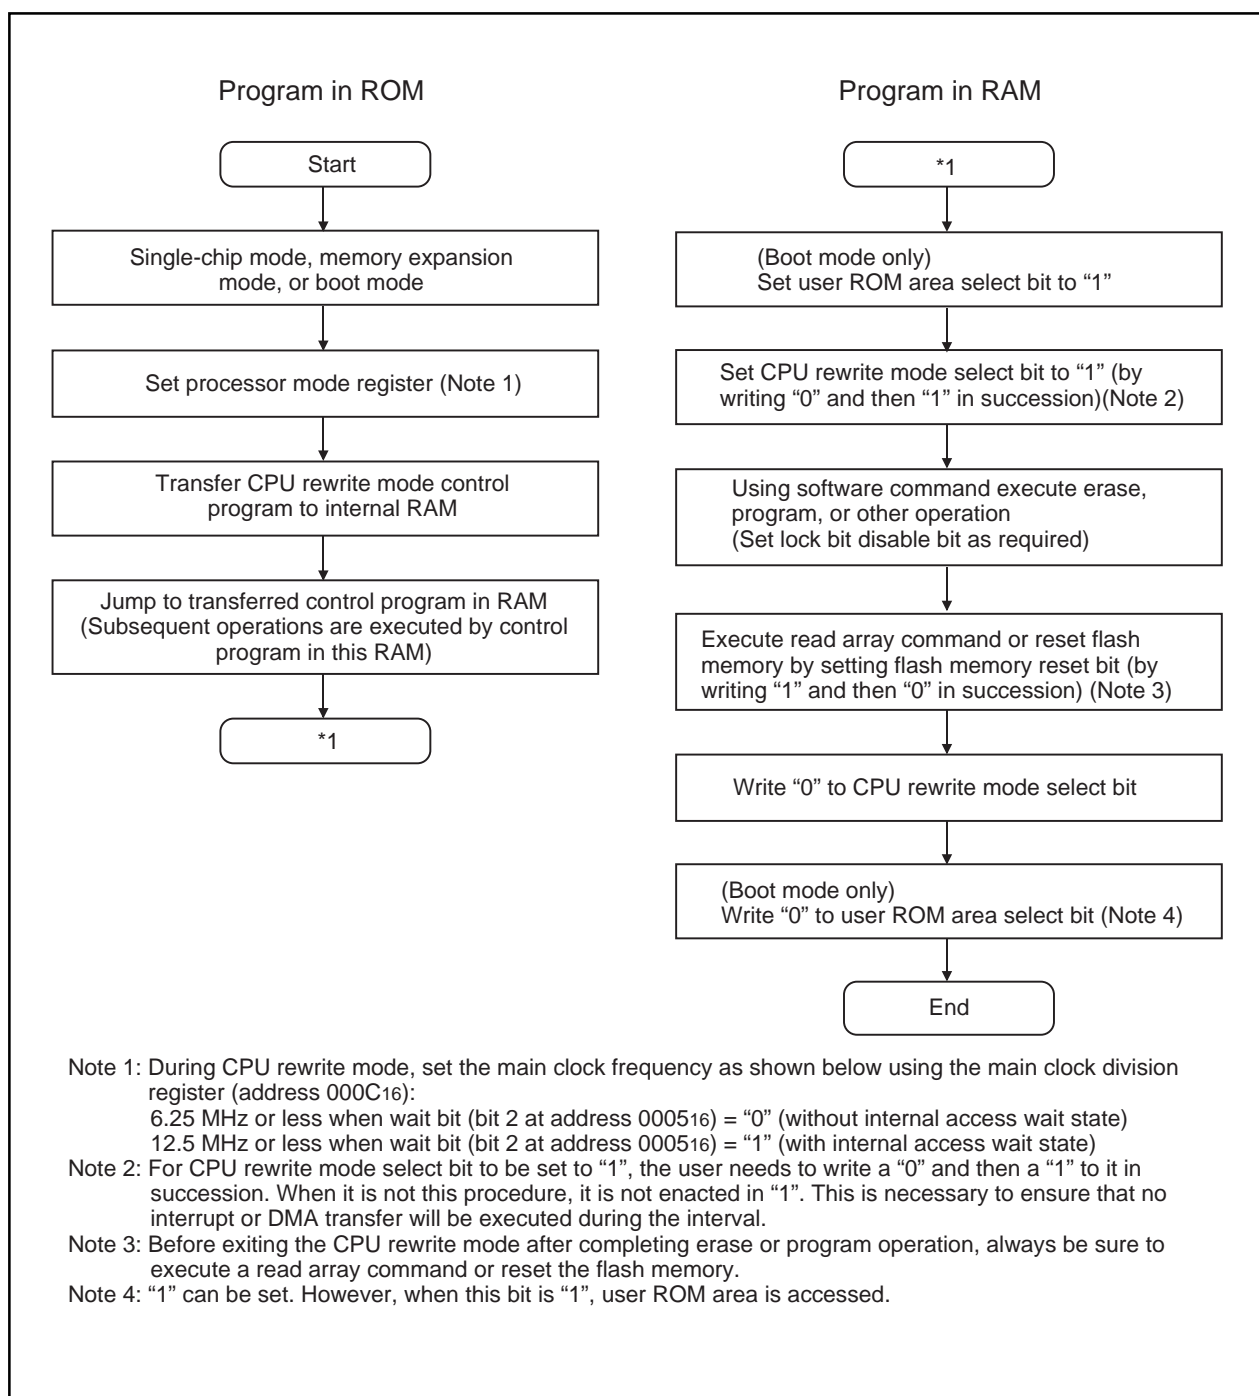 Program in ROM
Start
Single-chip mode, memory expansion
mode, or boot mode
Set processor mode register (Note 1)
Transfer CPU rewrite mode control
program to internal RAM
Jump to transferred control program in RAM
(Subsequent operations are executed by control
program in this RAM)
*1
Program in RAM
*1
(Boot mode only)
Set user ROM area select bit to “1”
Set CPU rewrite mode select bit to “1” (by
writing “0” and then “1” in succession)(Note 2)
Using software command execute erase,
program, or other operation
(Set lock bit disable bit as required)
Execute read array command or reset flash
memory by setting flash memory reset bit (by
writing “1” and then “0” in succession) (Note 3)
Write “0” to CPU rewrite mode select bit
(Boot mode only)
Write “0” to user ROM area select bit (Note 4)
End
Note 1: During CPU rewrite mode, set the main clock frequency as shown below using the main clock division
register (address 000C16):
6.25 MHz or less when wait bit (bit 2 at address 000516) = “0” (without internal access wait state)
12.5 MHz or less when wait bit (bit 2 at address 000516) = “1” (with internal access wait state)
Note 2: For CPU rewrite mode select bit to be set to “1”, the user needs to write a “0” and then a “1” to it in
succession. When it is not this procedure, it is not enacted in “1”. This is necessary to ensure that no
interrupt or DMA transfer will be executed during the interval.
Note 3: Before exiting the CPU rewrite mode after completing erase or program operation, always be sure to
execute a read array command or reset the flash memory.
Note 4: “1” can be set. However, when this bit is “1”, user ROM area is accessed.